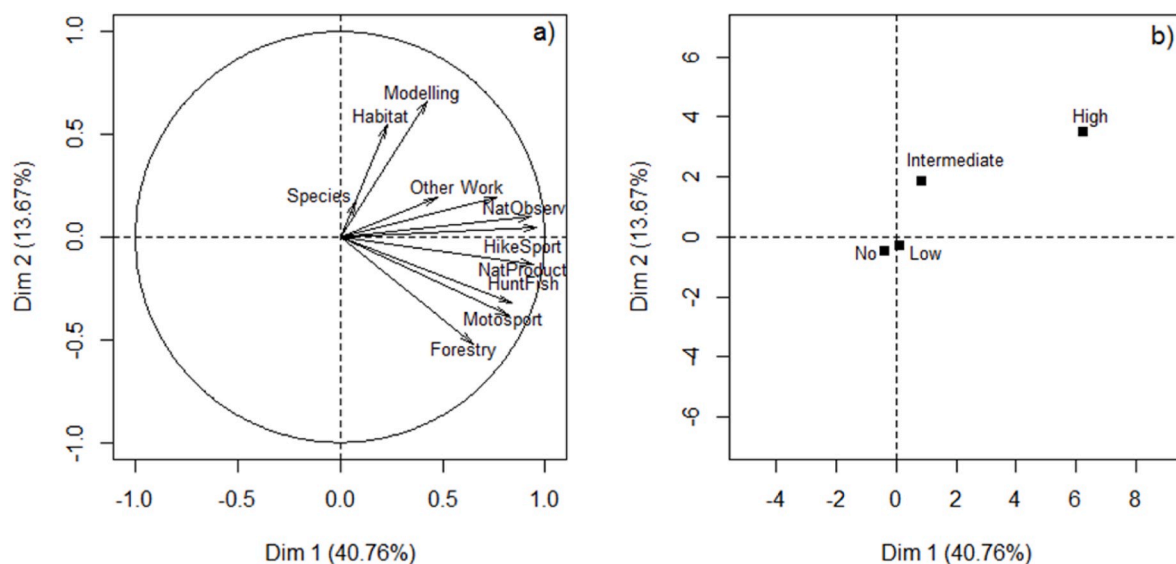 a)
1.0
0.5
0.0
-0.5
-1.0
Dim 2 (13.67%)
Modelling
Habitat
Species
Other Work
NatObserv
HikeSport
NatProduct
HuntFish
Motosport
Forestry
-1.0 -0.5 0.0 0.5 1.0
Dim 1 (40.76%)
b)
6
4
2
0
-2
-4
-6
Dim 2 (13.67%)
High
Intermediate
No Low
-4 -2 0 2 4 6 8
Dim 1 (40.76%)